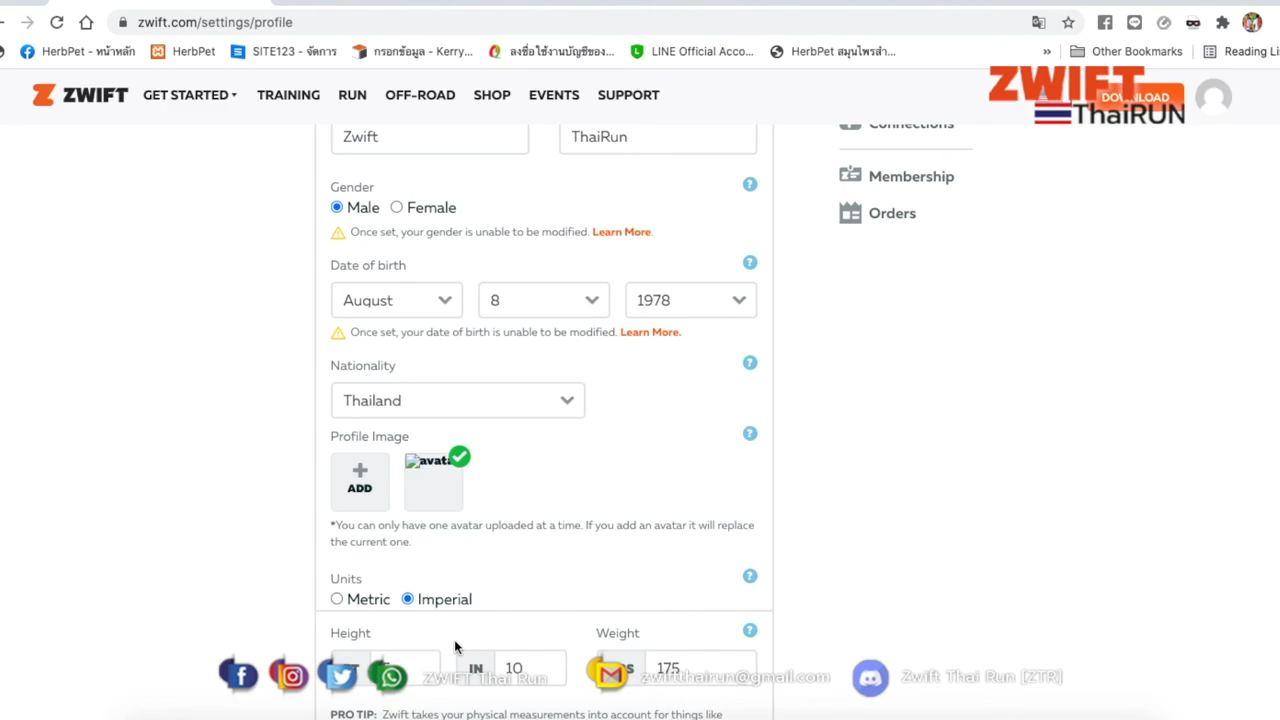 zwift.com/settings/profile
HerbPet - หน้าหลัก
HerbPet
SITE123 - จัดการ
กรอกข้อมูล - Kerry...
ลงชื่อใช้งานบัญชีของ...
LINE Official Acco...
HerbPet สมุนไพรสำ...
»
Other Bookmarks
Reading Li
ZWIFT
GET STARTED
TRAINING
RUN
OFF-ROAD
SHOP
EVENTS
SUPPORT
ZWIFT
ThaiRUN
Zwift
ThaiRun
Connections
Gender
?
Male
Female
Membership
Once set, your gender is unable to be modified. Learn More.
Orders
Date of birth
?
August
8
1978
Once set, your date of birth is unable to be modified. Learn More.
Nationality
?
Thailand
Profile Image
?
+
ADD
*You can only have one avatar uploaded at a time. If you add an avatar it will replace
the current one.
Units
?
Metric
Imperial
Height
Weight
?
IN
10
175
ZWIFT Thai Run
zwiftthairun@gmail.com
Zwift Thai Run [ZTR]
PRO TIP: Zwift takes your physical measurements into account for things like